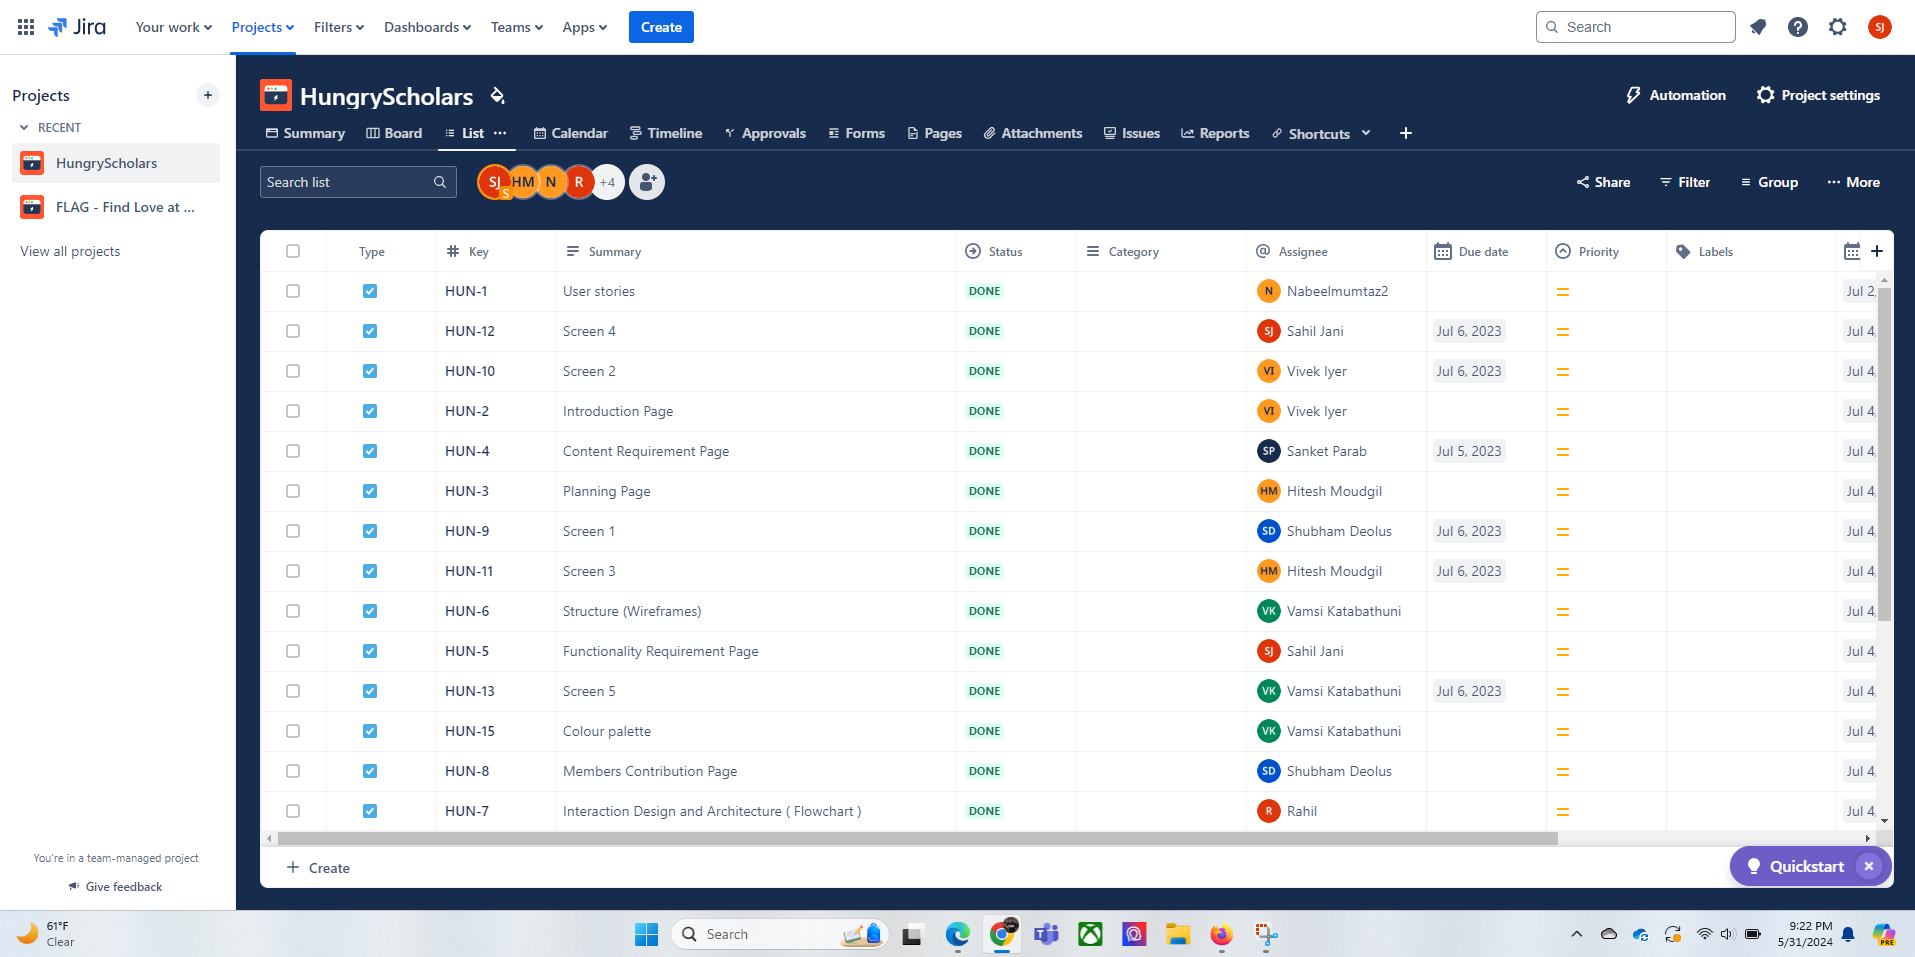 Jira Your work Projects Filters Dashboards Teams Apps Create Search SJ
Projects
RECENT
HungryScholars
FLAG - Find Love at ...
View all projects
You're in a team-managed project
Give feedback
HungryScholars Automation Project settings
Summary Board List Calendar Timeline Approvals Forms Pages Attachments Issues Reports Shortcuts
Search list SJ S HM N R +4 Share Filter Group More
Type Key Summary Status Category Assignee Due date Priority Labels
HUN-1 User stories DONE N Nabeelmumtaz2 Jul 2,
HUN-12 Screen 4 DONE SJ Sahil Jani Jul 6, 2023 Jul 4,
HUN-10 Screen 2 DONE VI Vivek Iyer Jul 6, 2023 Jul 4,
HUN-2 Introduction Page DONE VI Vivek Iyer Jul 4,
HUN-4 Content Requirement Page DONE SP Sanket Parab Jul 5, 2023 Jul 4,
HUN-3 Planning Page DONE HM Hitesh Moudgil Jul 4,
HUN-9 Screen 1 DONE SD Shubham Deolus Jul 6, 2023 Jul 4,
HUN-11 Screen 3 DONE HM Hitesh Moudgil Jul 6, 2023 Jul 4,
HUN-6 Structure (Wireframes) DONE VK Vamsi Katabathuni Jul 4,
HUN-5 Functionality Requirement Page DONE SJ Sahil Jani Jul 4,
HUN-13 Screen 5 DONE VK Vamsi Katabathuni Jul 6, 2023 Jul 4,
HUN-15 Colour palette DONE VK Vamsi Katabathuni Jul 4,
HUN-8 Members Contribution Page DONE SD Shubham Deolus Jul 4,
HUN-7 Interaction Design and Architecture ( Flowchart ) DONE R Rahil Jul 4,
+ Create
Quickstart
61°F
Clear
Search
9:22 PM
5/31/2024
PRE